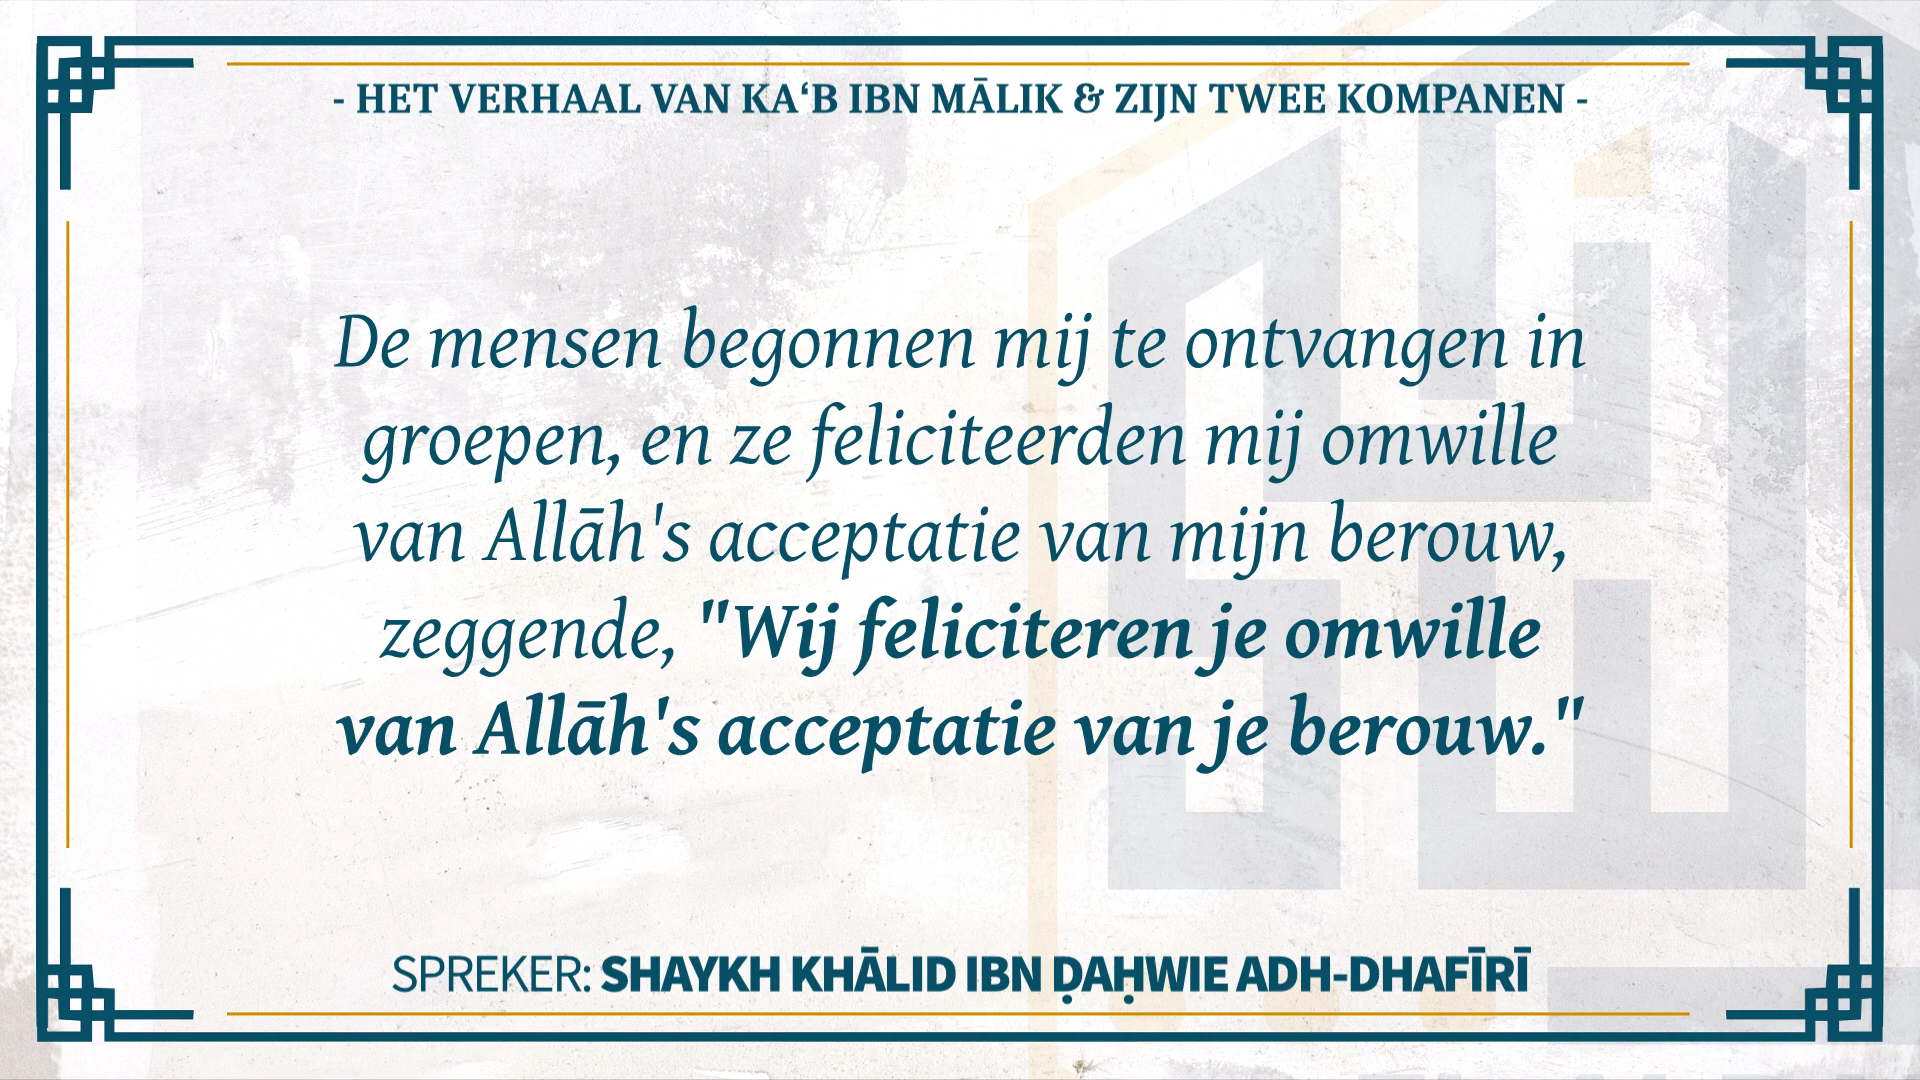 - HET VERHAAL VAN KA‘B IBN MĀLIK & ZIJN TWEE KOMPANEN -
De mensen begonnen mij te ontvangen in
groepen, en ze feliciteerden mij omwille
van Allāh's acceptatie van mijn berouw,
zeggende, "Wij feliciteren je omwille
van Allāh's acceptatie van je berouw."
SPREKER: SHAYKH KHĀLID IBN ḌAḤWIE ADH-DHAFĪRĪ